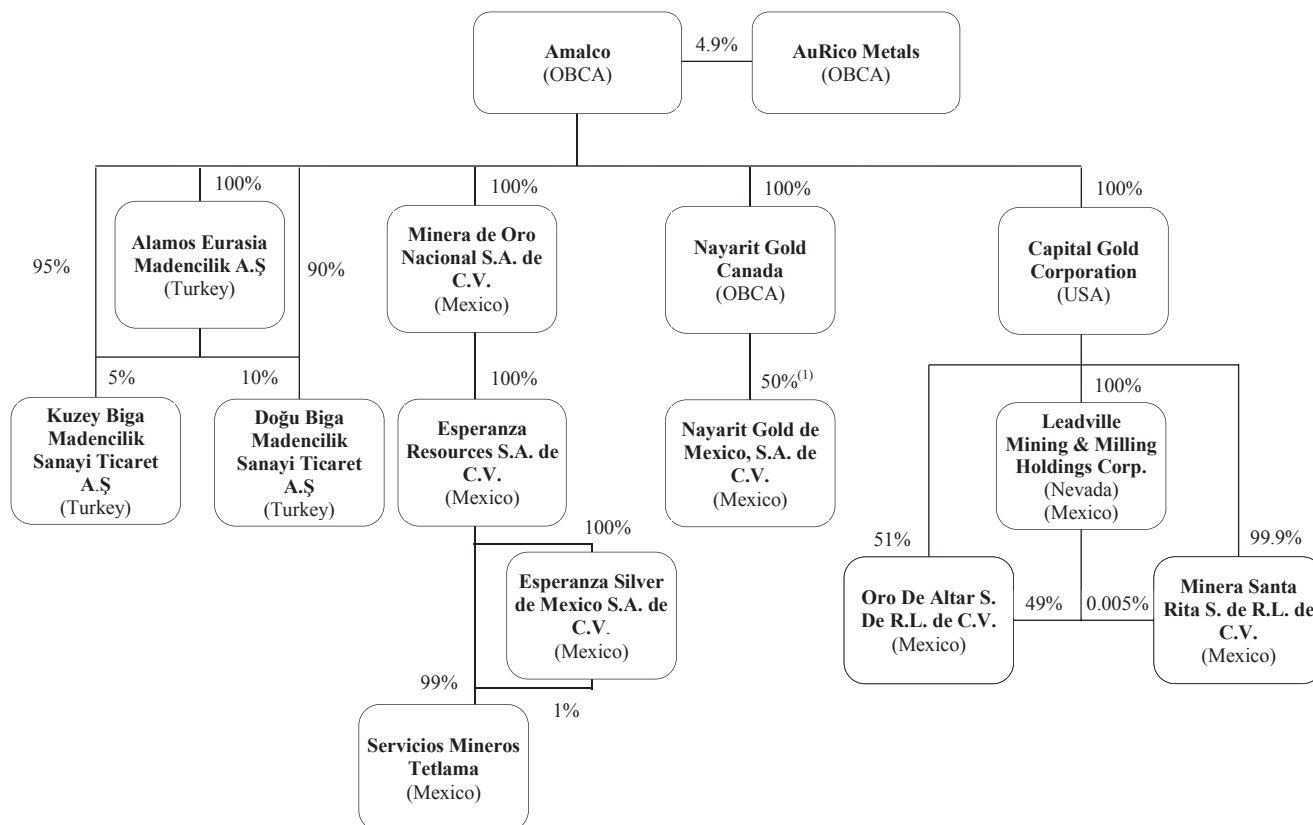 Amalco
(OBCA)
4.9%
AuRico Metals
(OBCA)
100%
100%
100%
100%
95%
Alamos Eurasia
Madencilik A.Ş
(Turkey)
90%
Minera de Oro
Nacional S.A. de
C.V.
(Mexico)
Nayarit Gold
Canada
(OBCA)
Capital Gold
Corporation
(USA)
5%
10%
100%
50%(1)
100%
Kuzey Biga
Madencilik
Sanayi Ticaret
A.Ş
(Turkey)
Doğu Biga
Madencilik
Sanayi Ticaret
A.Ş
(Turkey)
Esperanza
Resources S.A. de
C.V.
(Mexico)
Nayarit Gold de
Mexico, S.A. de
C.V.
(Mexico)
Leadville
Mining & Milling
Holdings Corp.
(Nevada)
(Mexico)
100%
51%
99.9%
Esperanza Silver
de Mexico S.A. de
C.V.
(Mexico)
Oro De Altar S.
De R.L. de C.V.
(Mexico)
49%
0.005%
Minera Santa
Rita S. de R.L. de
C.V.
(Mexico)
99%
1%
Servicios Mineros
Tetlama
(Mexico)